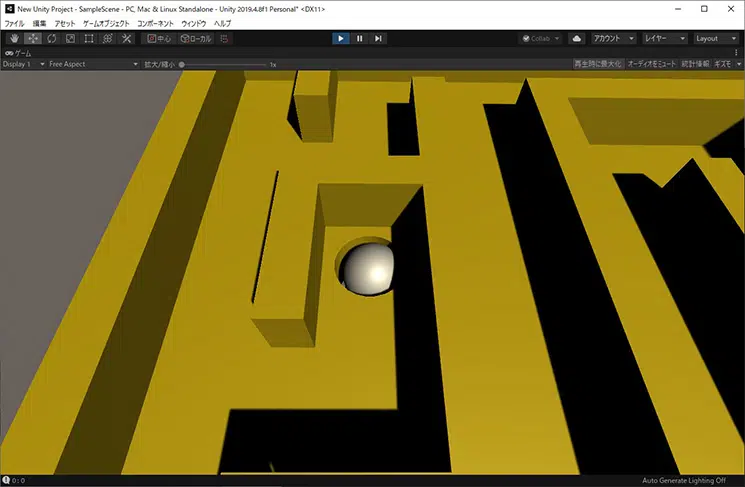 New Unity Project - SampleScene - PC, Mac & Linux Standalone - Unity 2019.4.8f1 Personal* <DX11>
ファイル 編集 アセット ゲームオブジェクト コンポーネント ウィンドウ ヘルプ
中心 ローカル Collab アカウント レイヤー Layout
ゲーム
Display 1 Free Aspect 拡大/縮小 1x 再生時に最大化 オーディオをミュート 統計情報 ギズモ
0: 0 Auto Generate Lighting Off